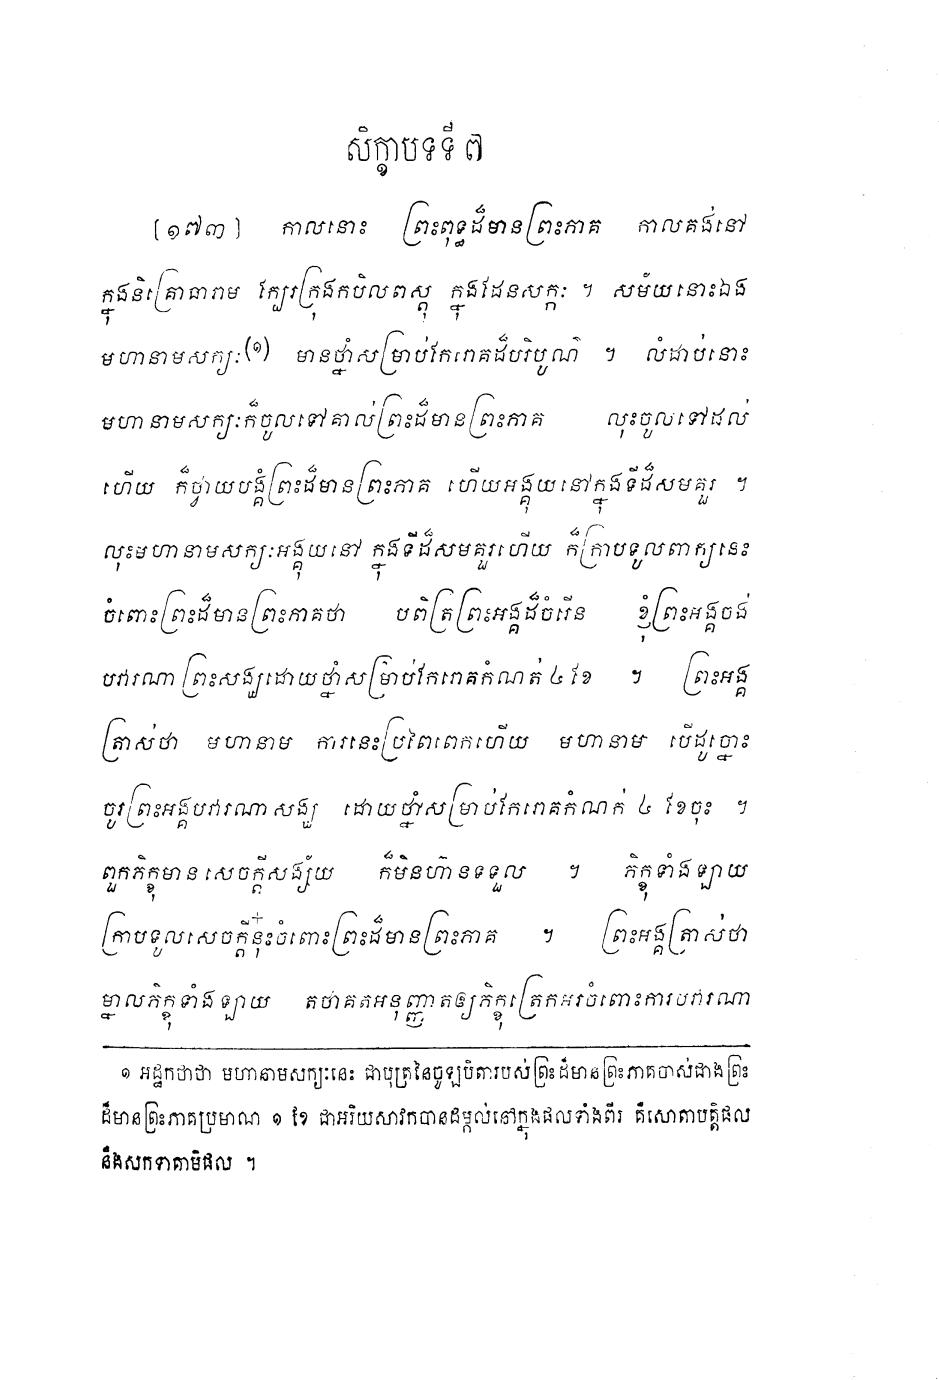 សិក្ខាបទទី ៧
[១៧៣] កាលនោះ ព្រះពុទ្ធដ៏មានព្រះភាគ កាលគង់នៅ
ក្នុងនិគ្រោធារាម ក្បែរក្រុងកបិលពស្តុ ក្នុងដែនសក្កៈ ។ សម័យនោះឯង
មហានាមសក្យៈ(១) មានថ្នាំសម្រាប់កែរោគដ៏បរិបូណ៌ ។ លំដាប់នោះ
មហានាមសក្យៈក៏ចូលទៅគាល់ព្រះដ៏មានព្រះភាគ លុះចូលទៅដល់
ហើយ ក៏ថ្វាយបង្គំព្រះដ៏មានព្រះភាគ ហើយអង្គុយនៅក្នុងទីដ៏សមគួរ ។
លុះមហានាមសក្យៈអង្គុយនៅ ក្នុងទីដ៏សមគួរហើយ ក៏ក្រាបទូលពាក្យនេះ
ចំពោះព្រះដ៏មានព្រះភាគថា បពិត្រព្រះអង្គដ៏ចំរើន ខ្ញុំព្រះអង្គចង់
បវារណា ព្រះសង្ឃដោយថ្នាំសម្រាប់កែរោគកំណត់ ៤ ខែ ។ ព្រះអង្គ
ត្រាស់ថា មហានាម ការនេះប្រពៃពេកហើយ មហានាម បើដូច្នោះ
ចូរព្រះអង្គបវារណាសង្ឃ ដោយថ្នាំសម្រាប់កែរោគកំណក់ ៤ ខែចុះ ។
ពួកភិក្ខុមានសេចក្តីសង្ស័យ ក៏មិនហ៊ានទទួល ។ ភិក្ខុទាំងឡាយ
ក្រាបទូលសេចក្តីនុ៎ះចំពោះព្រះដ៏មានព្រះភាគ ។ ព្រះអង្គត្រាស់ថា
ម្នាលភិក្ខុទាំងឡាយ តថាគតអនុញ្ញាតឲ្យភិក្ខុត្រេកអរចំពោះការបវារណា
១ អដ្ឋកថាថា មហានាមសក្យៈនេះ ជាបុត្រនៃចូឡបិតារបស់ព្រះដ៏មានព្រះភាគចាស់ជាងព្រះ
ដ៏មានព្រះភាគប្រមាណ ១ ខែ ជាអរិយសាវកបានដម្កល់នៅក្នុងផលទាំងពីរ គឺសោតាបត្តិផល
នឹងសកទាគាមិផល ។